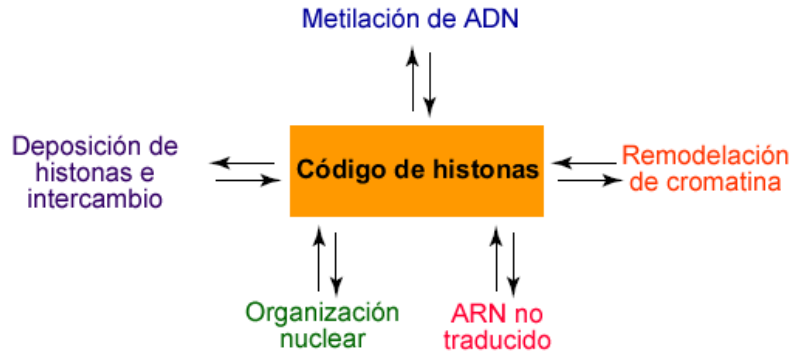 Metilación de ADN
Deposición de
histonas e
intercambio
Código de histonas
Remodelación
de cromatina
Organización
nuclear
ARN no
traducido